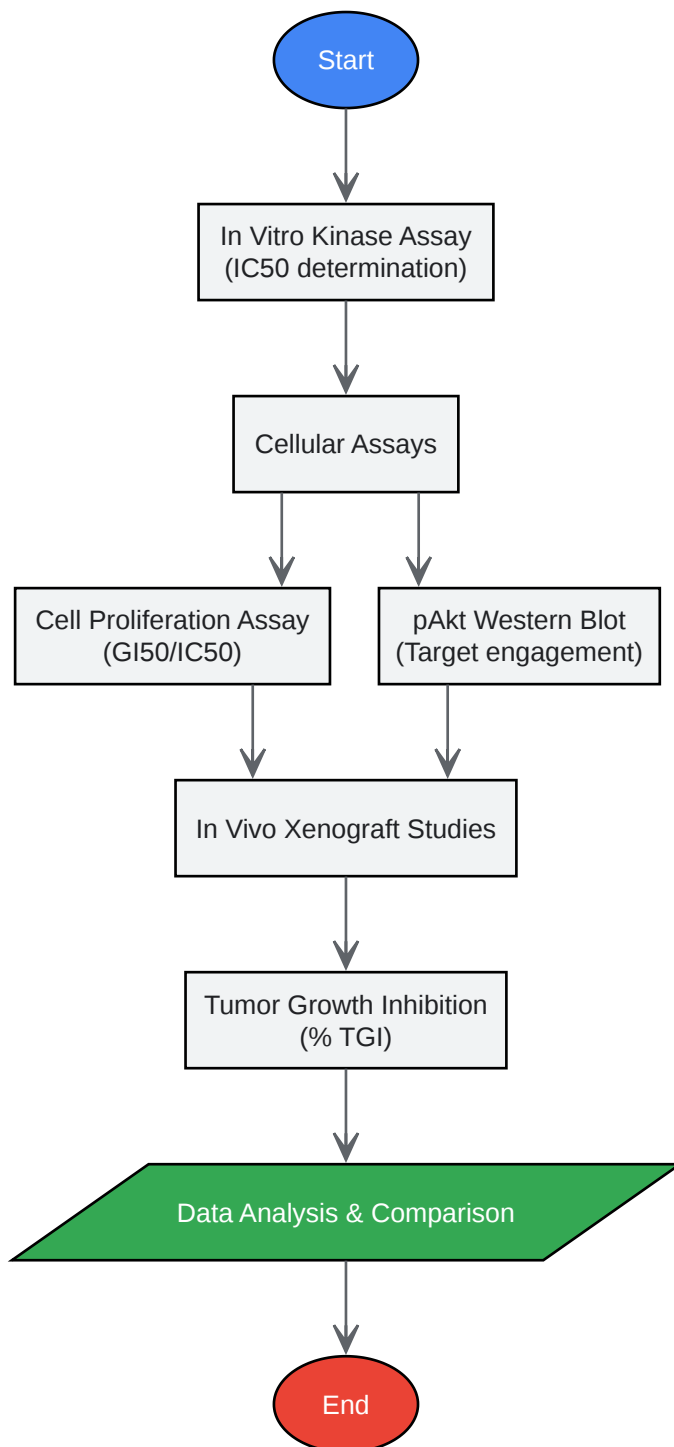 Start
In Vitro Kinase Assay
(IC50 determination)
Cellular Assays
Cell Proliferation Assay
(GI50/IC50)
pAkt Western Blot
(Target engagement)
In Vivo Xenograft Studies
Tumor Growth Inhibition
(% TGI)
Data Analysis & Comparison
End